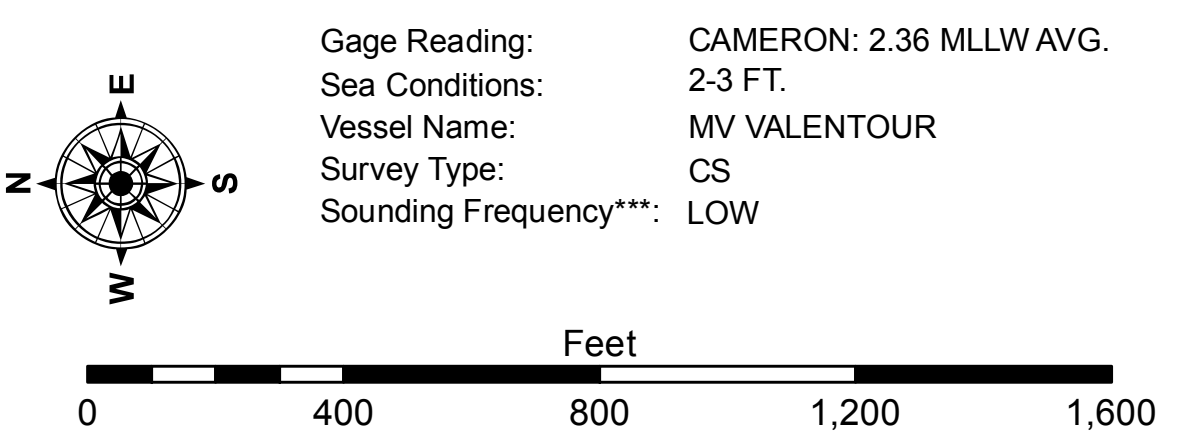 E
N
S
W
Gage Reading: CAMERON: 2.36 MLLW AVG.
Sea Conditions: 2-3 FT.
Vessel Name: MV VALENTOUR
Survey Type: CS
Sounding Frequency***: LOW
Feet
0 400 800 1,200 1,600